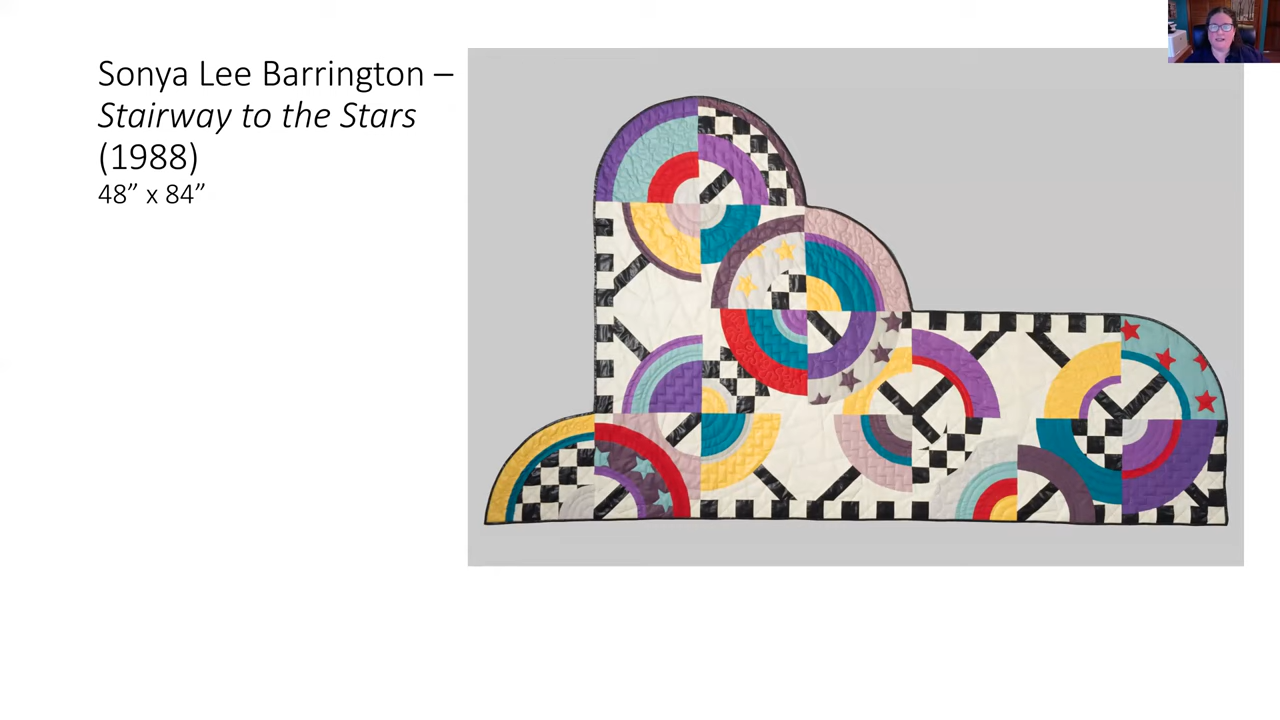 Sonya Lee Barrington –
Stairway to the Stars
(1988)
48” x 84”